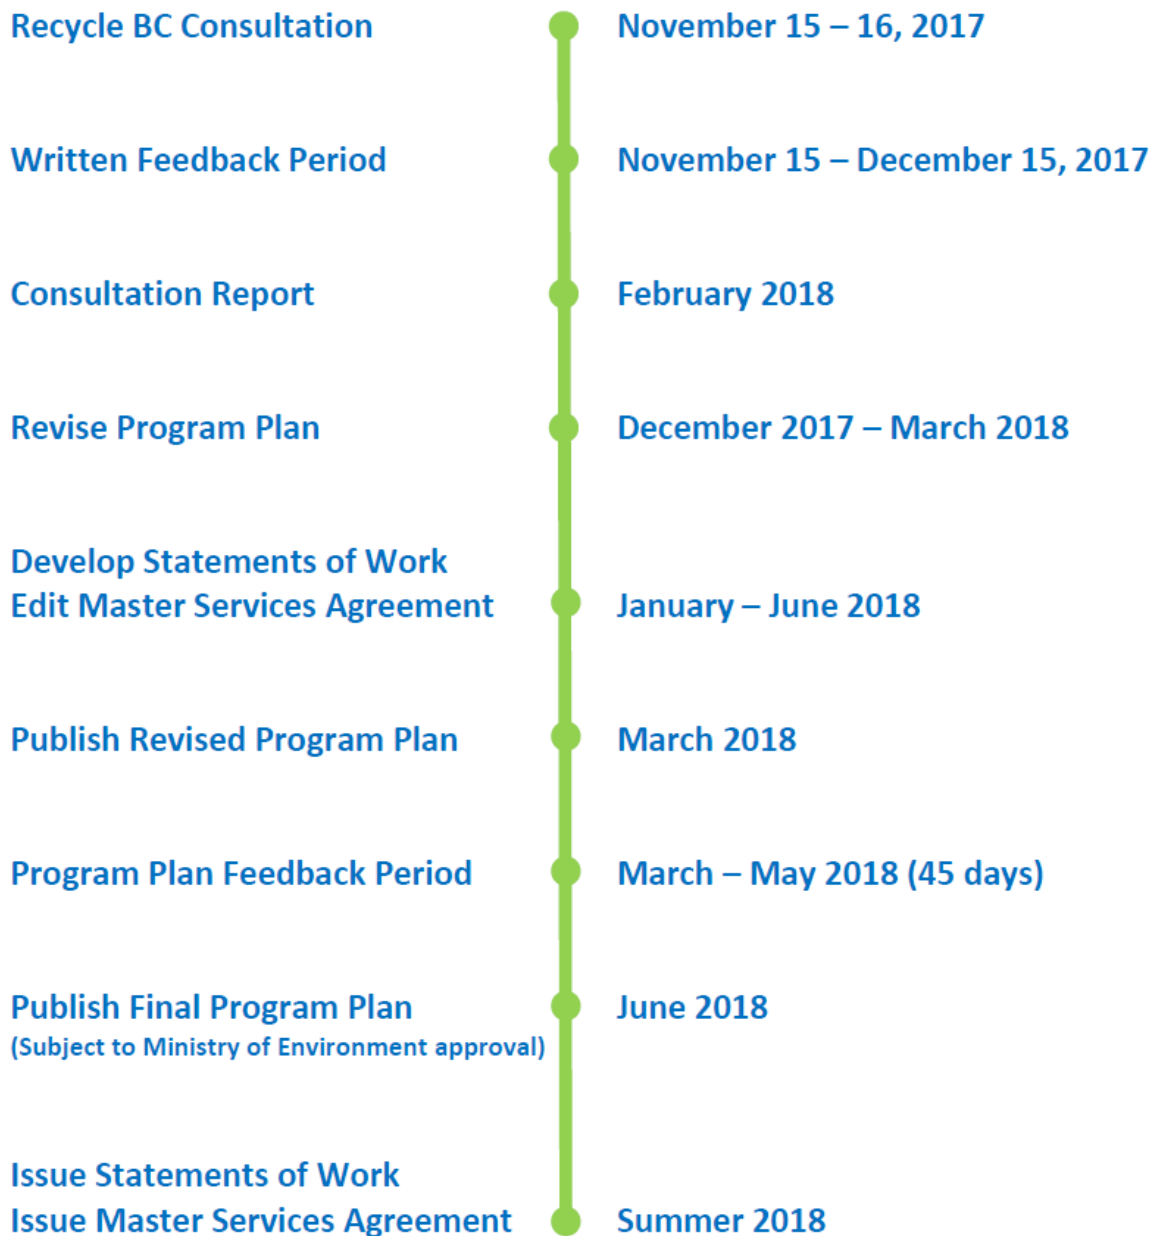 Recycle BC Consultation November 15 – 16, 2017
Written Feedback Period November 15 – December 15, 2017
Consultation Report February 2018
Revise Program Plan December 2017 – March 2018
Develop Statements of Work
Edit Master Services Agreement January – June 2018
Publish Revised Program Plan March 2018
Program Plan Feedback Period March – May 2018 (45 days)
Publish Final Program Plan June 2018
(Subject to Ministry of Environment approval)
Issue Statements of Work
Issue Master Services Agreement Summer 2018